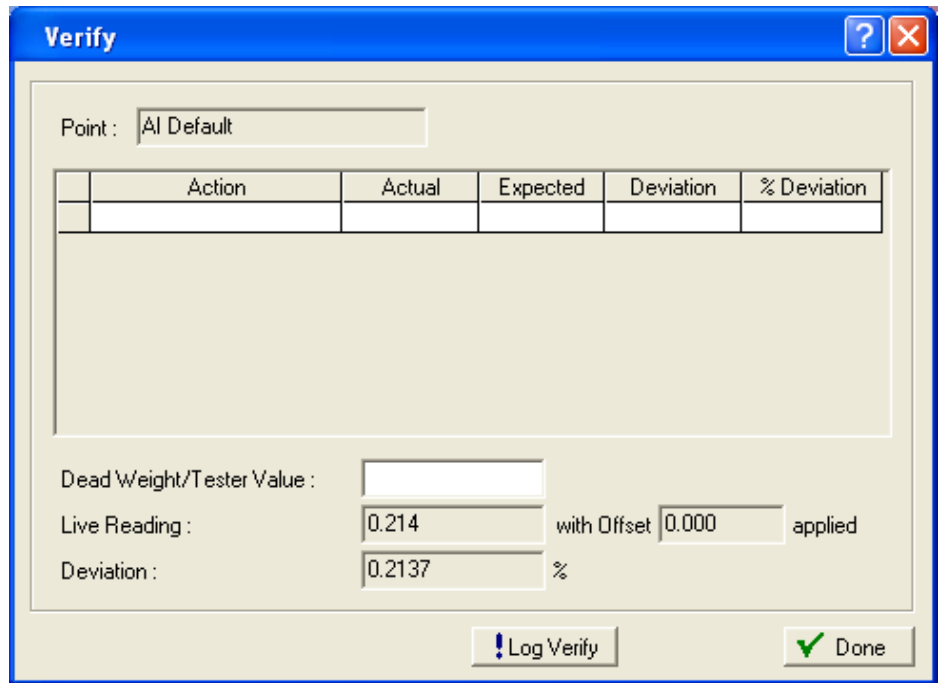 Verify
Point : AI Default
Action Actual Expected Deviation % Deviation
Dead Weight/Tester Value :
Live Reading : 0.214 with Offset 0.000 applied
Deviation : 0.2137 %
! Log Verify Done